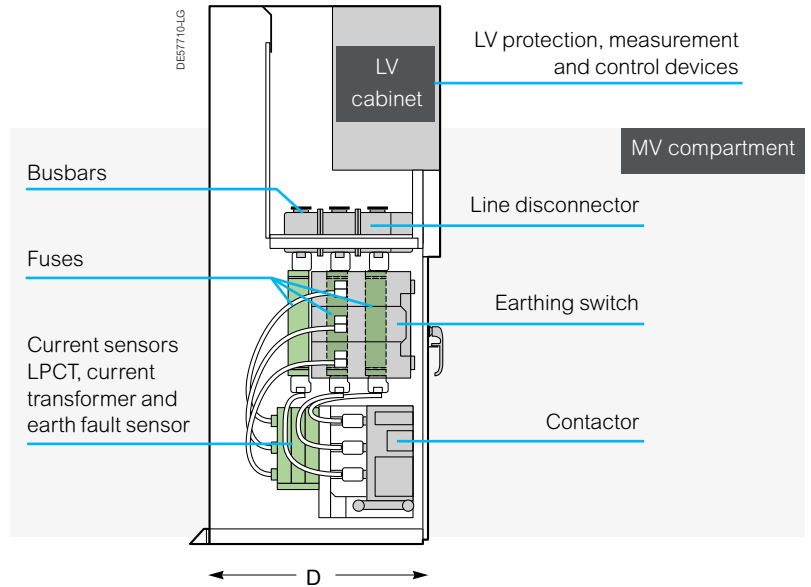 DE57710-LG
LV protection, measurement
and control devices
LV
cabinet
MV compartment
Busbars
Line disconnector
Fuses
Earthing switch
Current sensors
LPCT, current
transformer and
earth fault sensor
Contactor
D